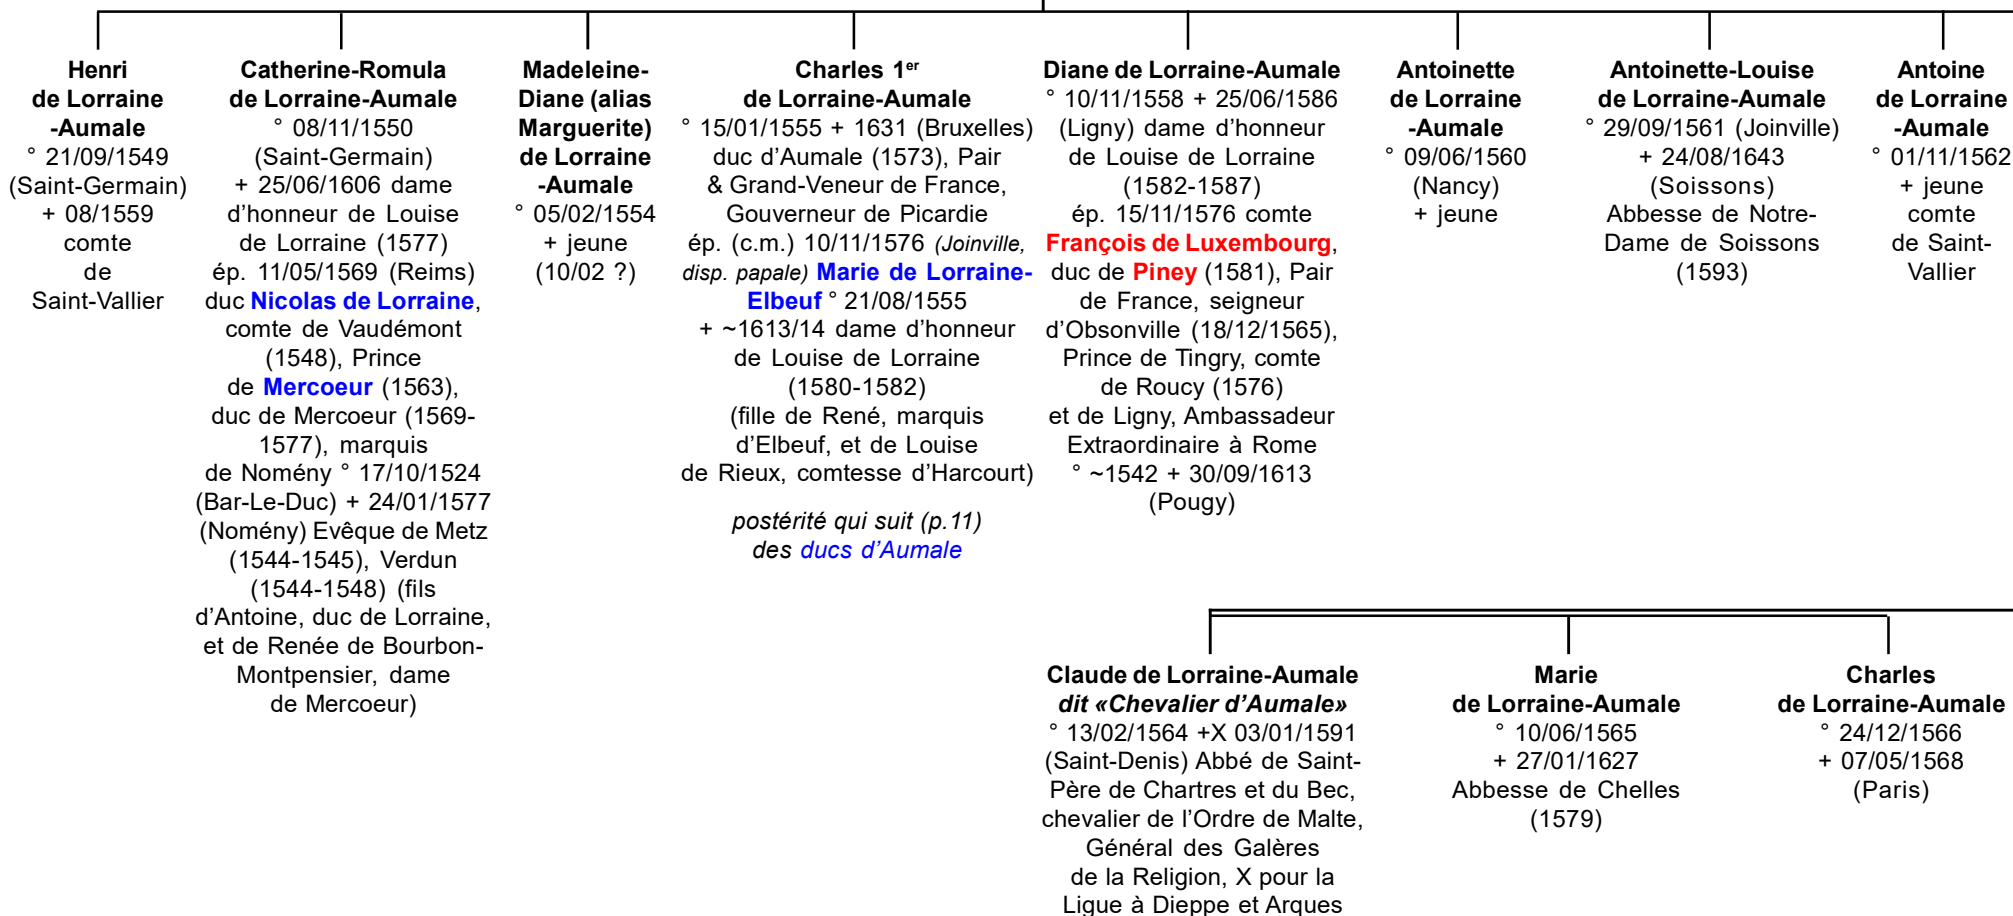 Henri
de Lorraine
-Aumale
° 21/09/1549
(Saint-Germain)
+ 08/1559
comte
de
Saint-Vallier
Catherine-Romula
de Lorraine-Aumale
° 08/11/1550
(Saint-Germain)
+ 25/06/1606 dame
d’honneur de Louise
de Lorraine (1577)
ép. 11/05/1569 (Reims)
duc Nicolas de Lorraine,
comte de Vaudémont
(1548), Prince
de Mercoeur (1563),
duc de Mercoeur (1569-
1577), marquis
de Nomény ° 17/10/1524
(Bar-Le-Duc) + 24/01/1577
(Nomény) Evêque de Metz
(1544-1545), Verdun
(1544-1548) (fils
d’Antoine, duc de Lorraine,
et de Renée de Bourbon-
Montpensier, dame
de Mercoeur)
Madeleine-
Diane (alias
Marguerite)
de Lorraine
-Aumale
° 05/02/1554
+ jeune
(10/02 ?)
Charles 1er
de Lorraine-Aumale
° 15/01/1555 + 1631 (Bruxelles)
duc d’Aumale (1573), Pair
& Grand-Veneur de France,
Gouverneur de Picardie
ép. (c.m.) 10/11/1576 (Joinville,
disp. papale) Marie de Lorraine-
Elbeuf ° 21/08/1555
+ ~1613/14 dame d’honneur
de Louise de Lorraine
(1580-1582)
(fille de René, marquis
d’Elbeuf, et de Louise
de Rieux, comtesse d’Harcourt)
postérité qui suit (p.11)
des ducs d’Aumale
Diane de Lorraine-Aumale
° 10/11/1558 + 25/06/1586
(Ligny) dame d’honneur
de Louise de Lorraine
(1582-1587)
ép. 15/11/1576 comte
François de Luxembourg,
duc de Piney (1581), Pair
de France, seigneur
d’Obsonville (18/12/1565),
Prince de Tingry, comte
de Roucy (1576)
et de Ligny, Ambassadeur
Extraordinaire à Rome
° ~1542 + 30/09/1613
(Pougy)
Antoinette
de Lorraine
-Aumale
° 09/06/1560
(Nancy)
+ jeune
Antoinette-Louise
de Lorraine-Aumale
° 29/09/1561 (Joinville)
+ 24/08/1643
(Soissons)
Abbesse de Notre-
Dame de Soissons
(1593)
Antoine
de Lorraine
-Aumale
° 01/11/1562
+ jeune
comte
de Saint-
Vallier
Claude de Lorraine-Aumale
dit «Chevalier d’Aumale»
° 13/02/1564 +X 03/01/1591
(Saint-Denis) Abbé de Saint-
Père de Chartres et du Bec,
chevalier de l’Ordre de Malte,
Général des Galères
de la Religion, X pour la
Ligue à Dieppe et Arques
Marie
de Lorraine-Aumale
° 10/06/1565
+ 27/01/1627
Abbesse de Chelles
(1579)
Charles
de Lorraine-Aumale
° 24/12/1566
+ 07/05/1568
(Paris)